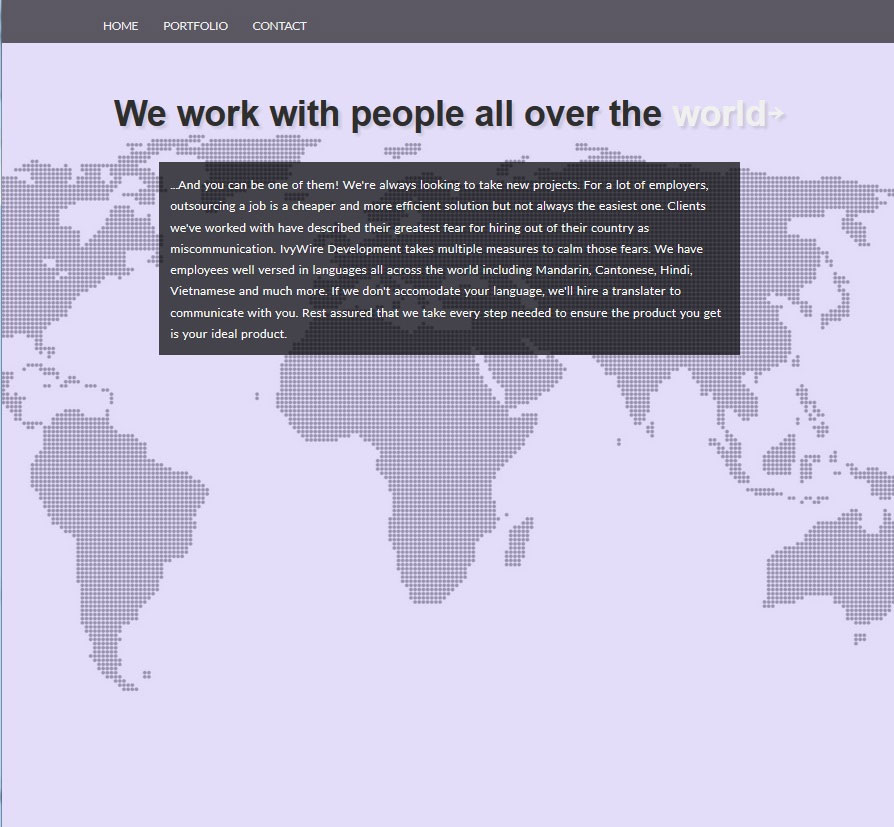 HOME PORTFOLIO CONTACT
We work with people all over the world→
...And you can be one of them! We're always looking to take new projects. For a lot of employers,
outsourcing a job is a cheaper and more efficient solution but not always the easiest one. Clients
we've worked with have described their greatest fear for hiring out of their country as
miscommunication. IvyWire Development takes multiple measures to calm those fears. We have
employees well versed in languages all across the world including Mandarin, Cantonese, Hindi,
Vietnamese and much more. If we don't accomodate your language, we'll hire a translater to
communicate with you. Rest assured that we take every step needed to ensure the product you get
is your ideal product.